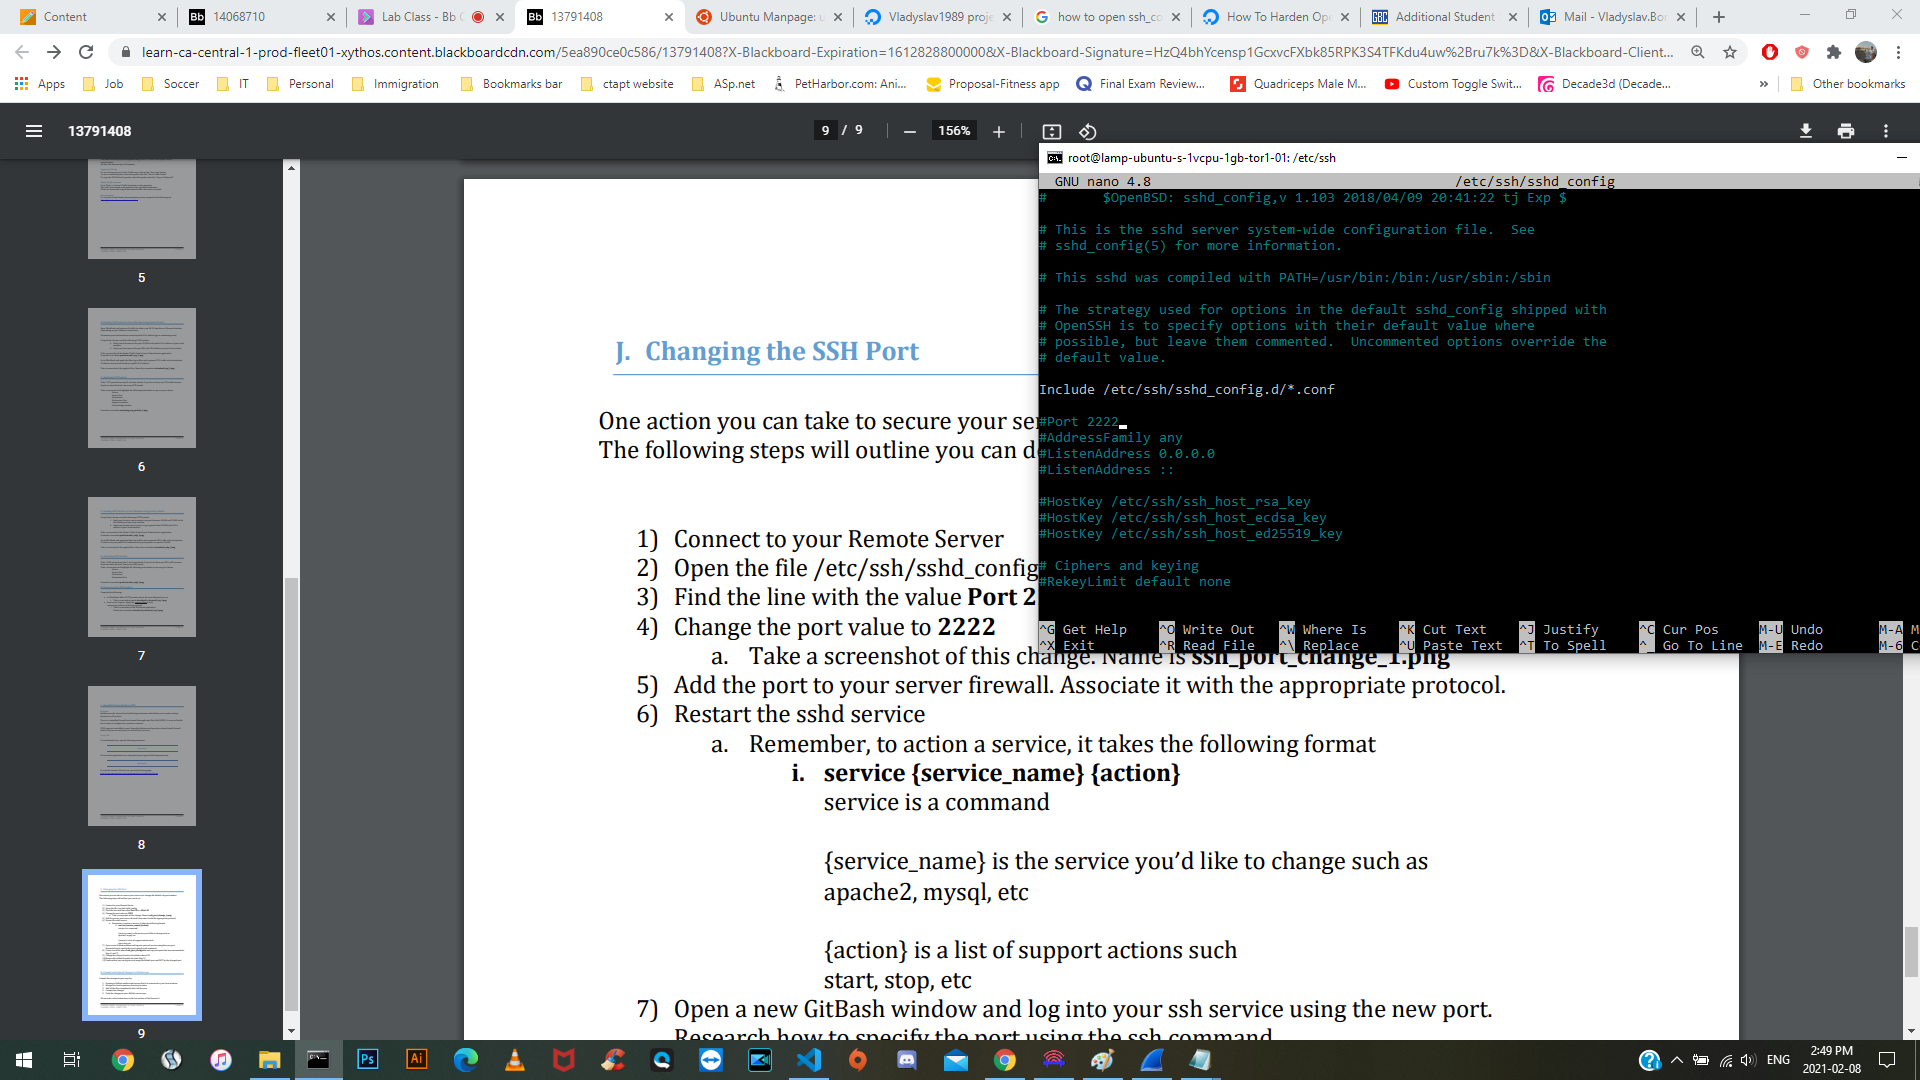 Content
14068710
Lab Class - Bb C
13791408
Ubuntu Manpage: u
Vladyslav1989 proje
how to open ssh_co
How To Harden Ope
Additional Student
Mail - Vladyslav.Bor
learn-ca-central-1-prod-fleet01-xythos.content.blackboardcdn.com/5ea890ce0c586/13791408?X-Blackboard-Expiration=1612828800000&X-Blackboard-Signature=HzQ4bhYcensp1GcxvcFXbk85RPK3S4TFKdu4uw%2Bru7k%3D&X-Blackboard-Client...
Apps
Job
Soccer
IT
Personal
Immigration
Bookmarks bar
ctapt website
ASp.net
PetHarbor.com: Ani...
Proposal-Fitness app
Final Exam Review...
Quadriceps Male M...
Custom Toggle Swit...
Decade3d (Decade...
»
Other bookmarks
13791408
9 / 9
156%
5
6
7
8
9
J. Changing the SSH Port
One action you can take to secure your se
The following steps will outline you can d
1) Connect to your Remote Server
2) Open the file /etc/ssh/sshd_config
3) Find the line with the value Port 2
4) Change the port value to 2222
a. Take a screenshot of this change. Name is ssh_port_change_1.png
5) Add the port to your server firewall. Associate it with the appropriate protocol.
6) Restart the sshd service
a. Remember, to action a service, it takes the following format
i. service {service_name} {action}
service is a command
{service_name} is the service you’d like to change such as
apache2, mysql, etc
{action} is a list of support actions such
start, stop, etc
7) Open a new GitBash window and log into your ssh service using the new port.
Research how to specify the port using the ssh command
root@lamp-ubuntu-s-1vcpu-1gb-tor1-01: /etc/ssh
GNU nano 4.8 /etc/ssh/sshd_config
# $OpenBSD: sshd_config,v 1.103 2018/04/09 20:41:22 tj Exp $
# This is the sshd server system-wide configuration file. See
# sshd_config(5) for more information.
# This sshd was compiled with PATH=/usr/bin:/bin:/usr/sbin:/sbin
# The strategy used for options in the default sshd_config shipped with
# OpenSSH is to specify options with their default value where
# possible, but leave them commented. Uncommented options override the
# default value.
Include /etc/ssh/sshd_config.d/*.conf
#Port 2222
#AddressFamily any
#ListenAddress 0.0.0.0
#ListenAddress ::
#HostKey /etc/ssh/ssh_host_rsa_key
#HostKey /etc/ssh/ssh_host_ecdsa_key
#HostKey /etc/ssh/ssh_host_ed25519_key
# Ciphers and keying
#RekeyLimit default none
^G Get Help ^O Write Out ^W Where Is ^K Cut Text ^J Justify ^C Cur Pos M-U Undo M-A M
^X Exit ^R Read File ^\ Replace ^U Paste Text ^T To Spell ^_ Go To Line M-E Redo M-6 C
ENG
2:49 PM
2021-02-08